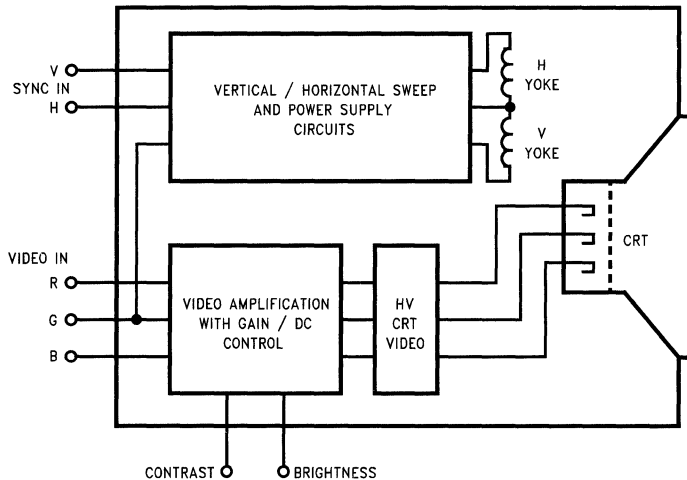 V
SYNC IN
H
VERTICAL / HORIZONTAL SWEEP
AND POWER SUPPLY
CIRCUITS
H
YOKE
V
YOKE
CRT
VIDEO IN
R
G
B
VIDEO AMPLIFICATION
WITH GAIN / DC
CONTROL
HV
CRT
VIDEO
CONTRAST
BRIGHTNESS